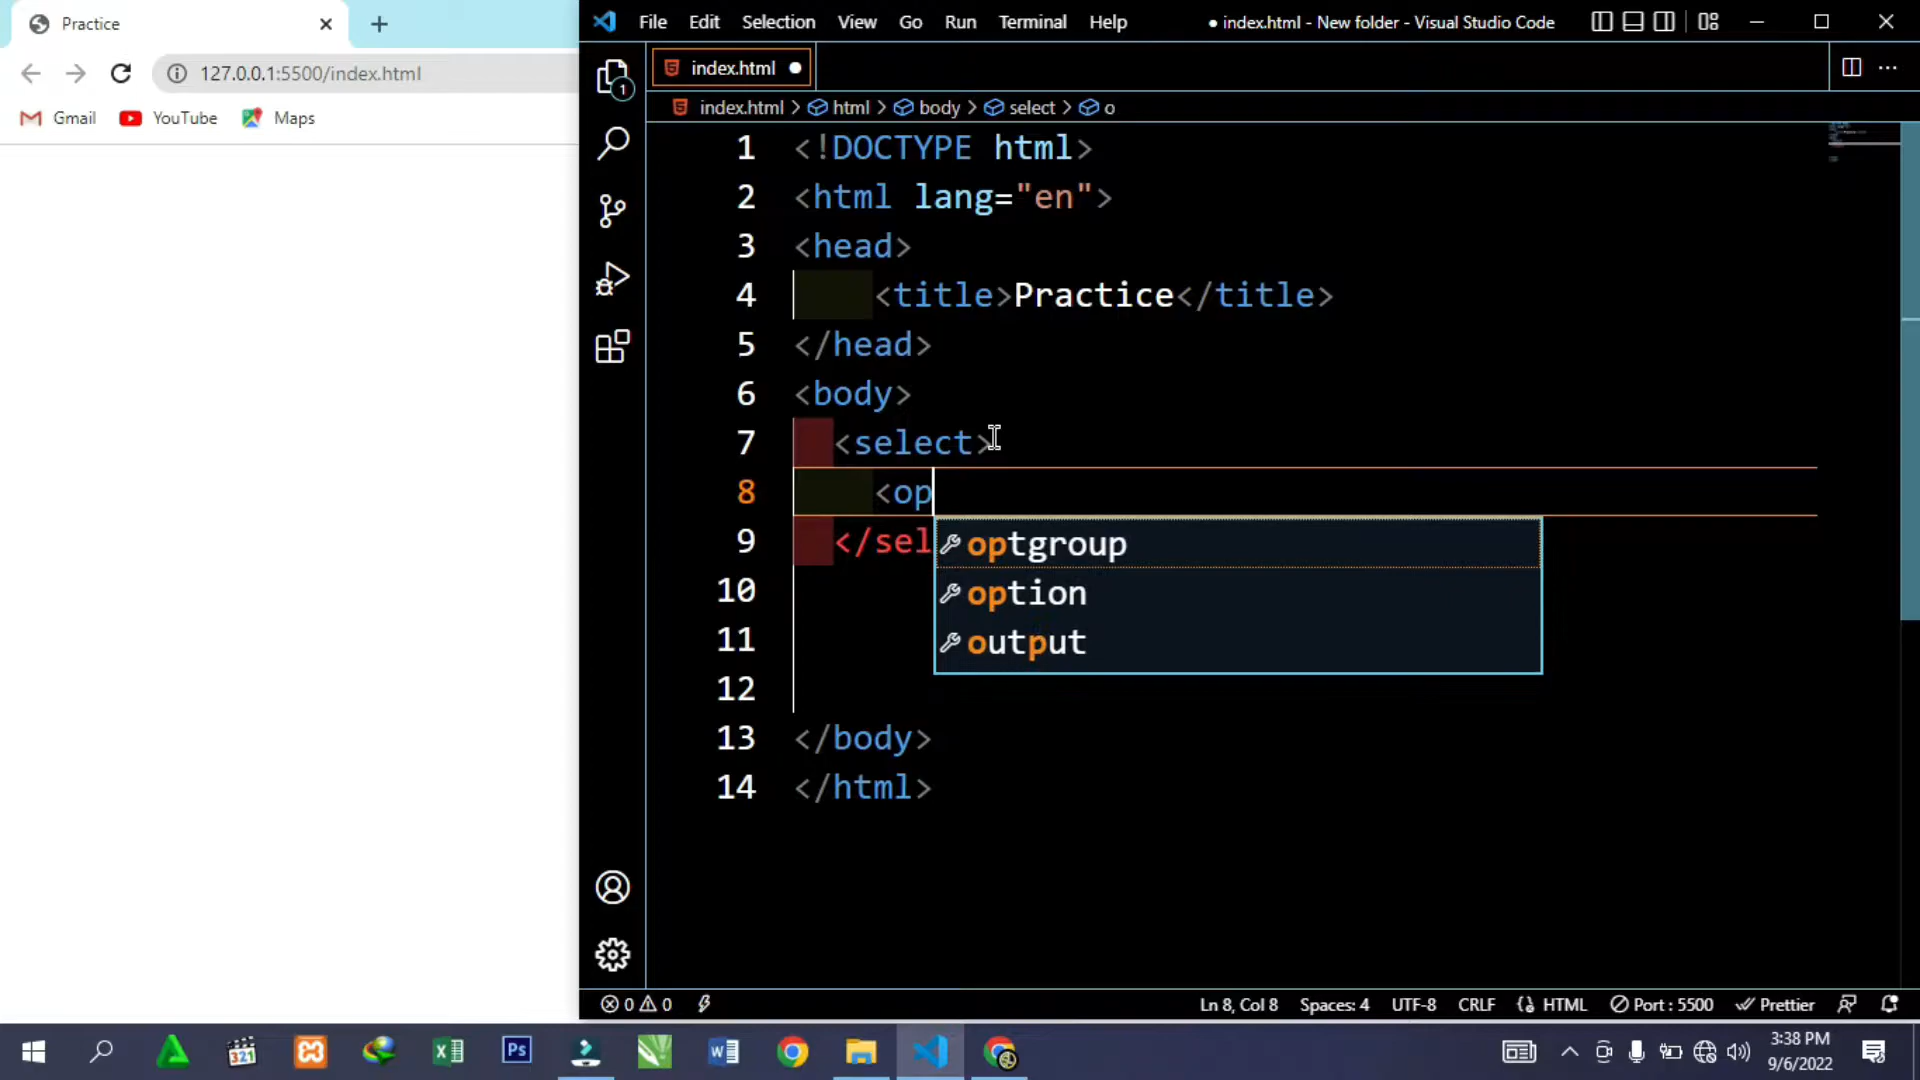 Practice
127.0.0.1:5500/index.html
Gmail YouTube Maps
File Edit Selection View Go Run Terminal Help
● index.html - New folder - Visual Studio Code
index.html ●
index.html > html > body > select > o
1
1 <!DOCTYPE html>
2 <html lang="en">
3 <head>
4 <title>Practice</title>
5 </head>
6 <body>
7 <select>
8 <op
9 </sel
optgroup
option
output
10
11
12
13 </body>
14 </html>
0 0
Ln 8, Col 8 Spaces: 4 UTF-8 CRLF HTML Port : 5500 Prettier
321
Ps
3:38 PM
9/6/2022